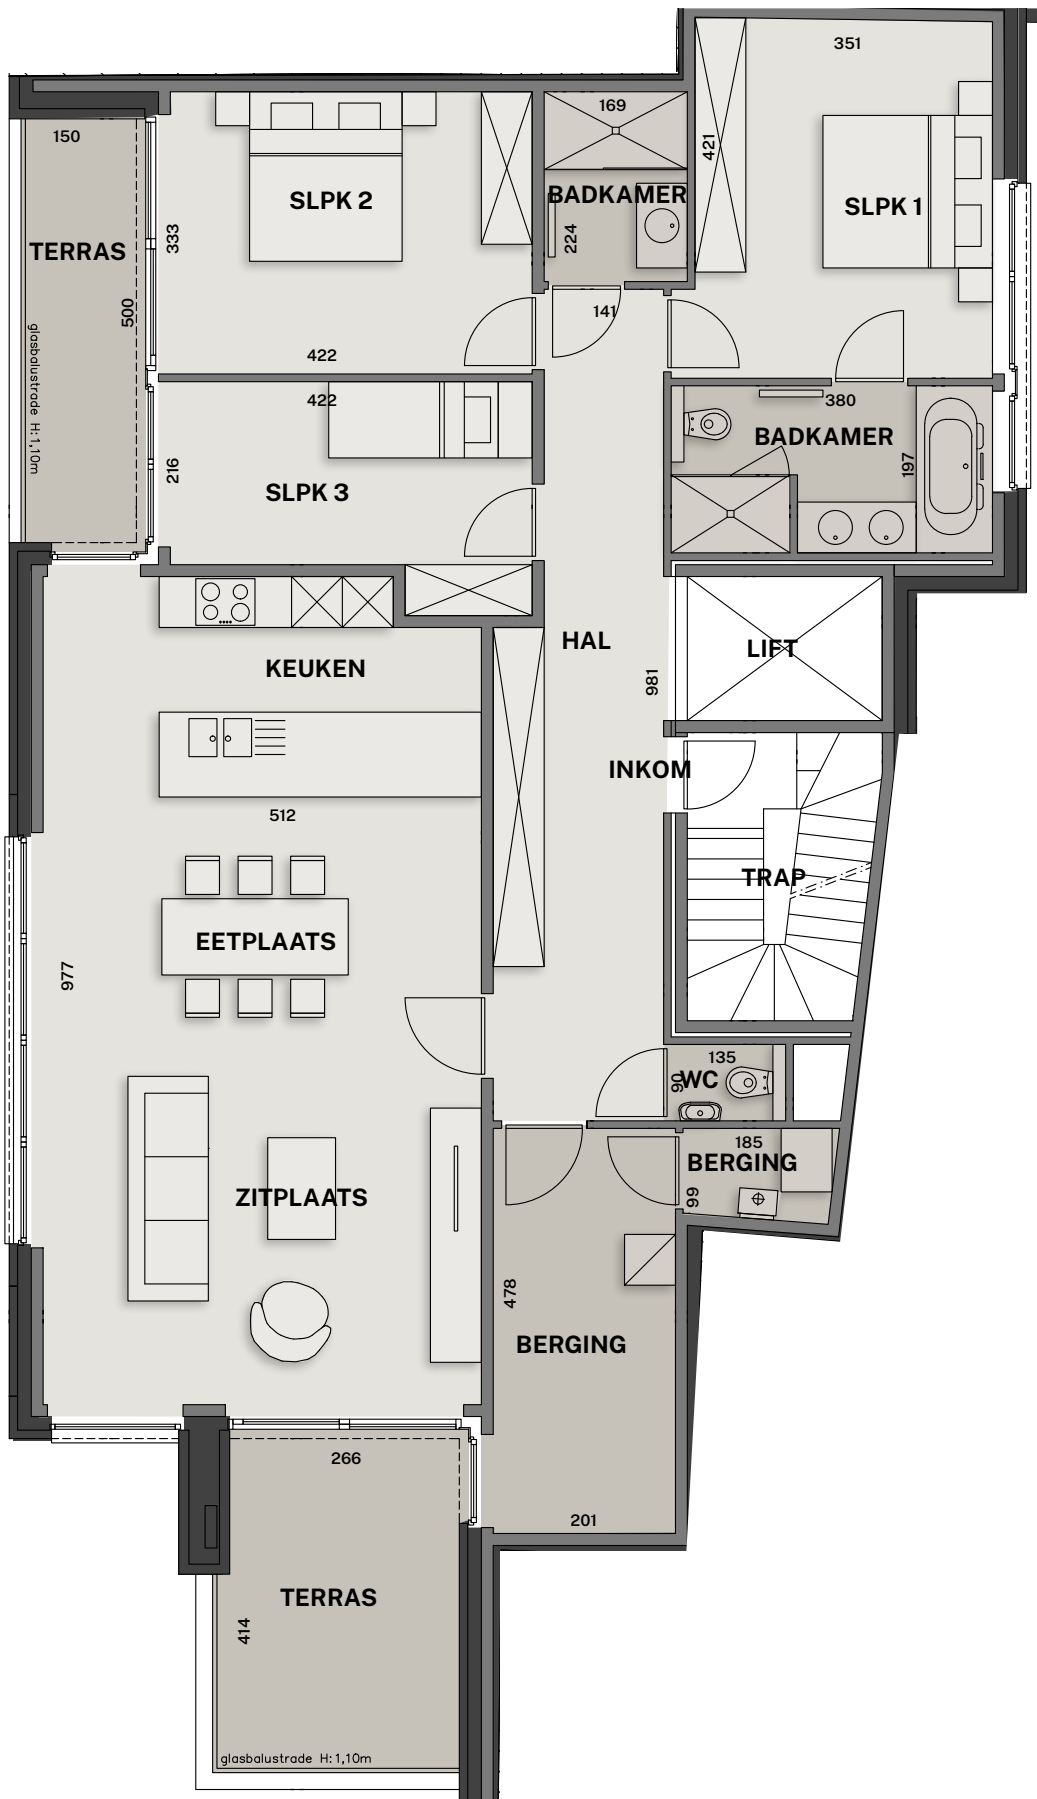 351
169
150
421
BADKAMER
SLPK 2
SLPK 1
333
224
TERRAS
500
141
glasbalustrade H:1,10m
422
422
380
BADKAMER
197
216
SLPK 3
HAL
LIFT
KEUKEN
981
INKOM
512
TRAP
EETPLAATS
977
135
90
WC
185
BERGING
99
ZITPLAATS
478
BERGING
266
201
TERRAS
414
glasbalustrade H:1,10m